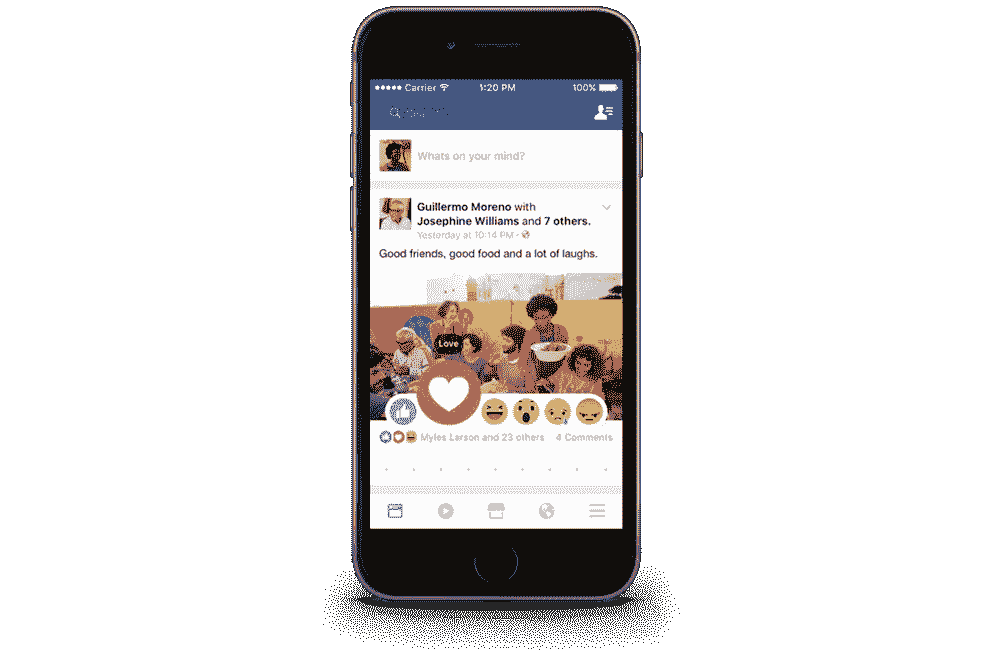 Carrier 1:20 PM 100%
Whats on your mind?
Guillermo Moreno with
Josephine Williams and 7 others.
Yesterday at 10:14 PM ·
Good friends, good food and a lot of laughs.
Love
Myles Larson and 23 others 4 Comments